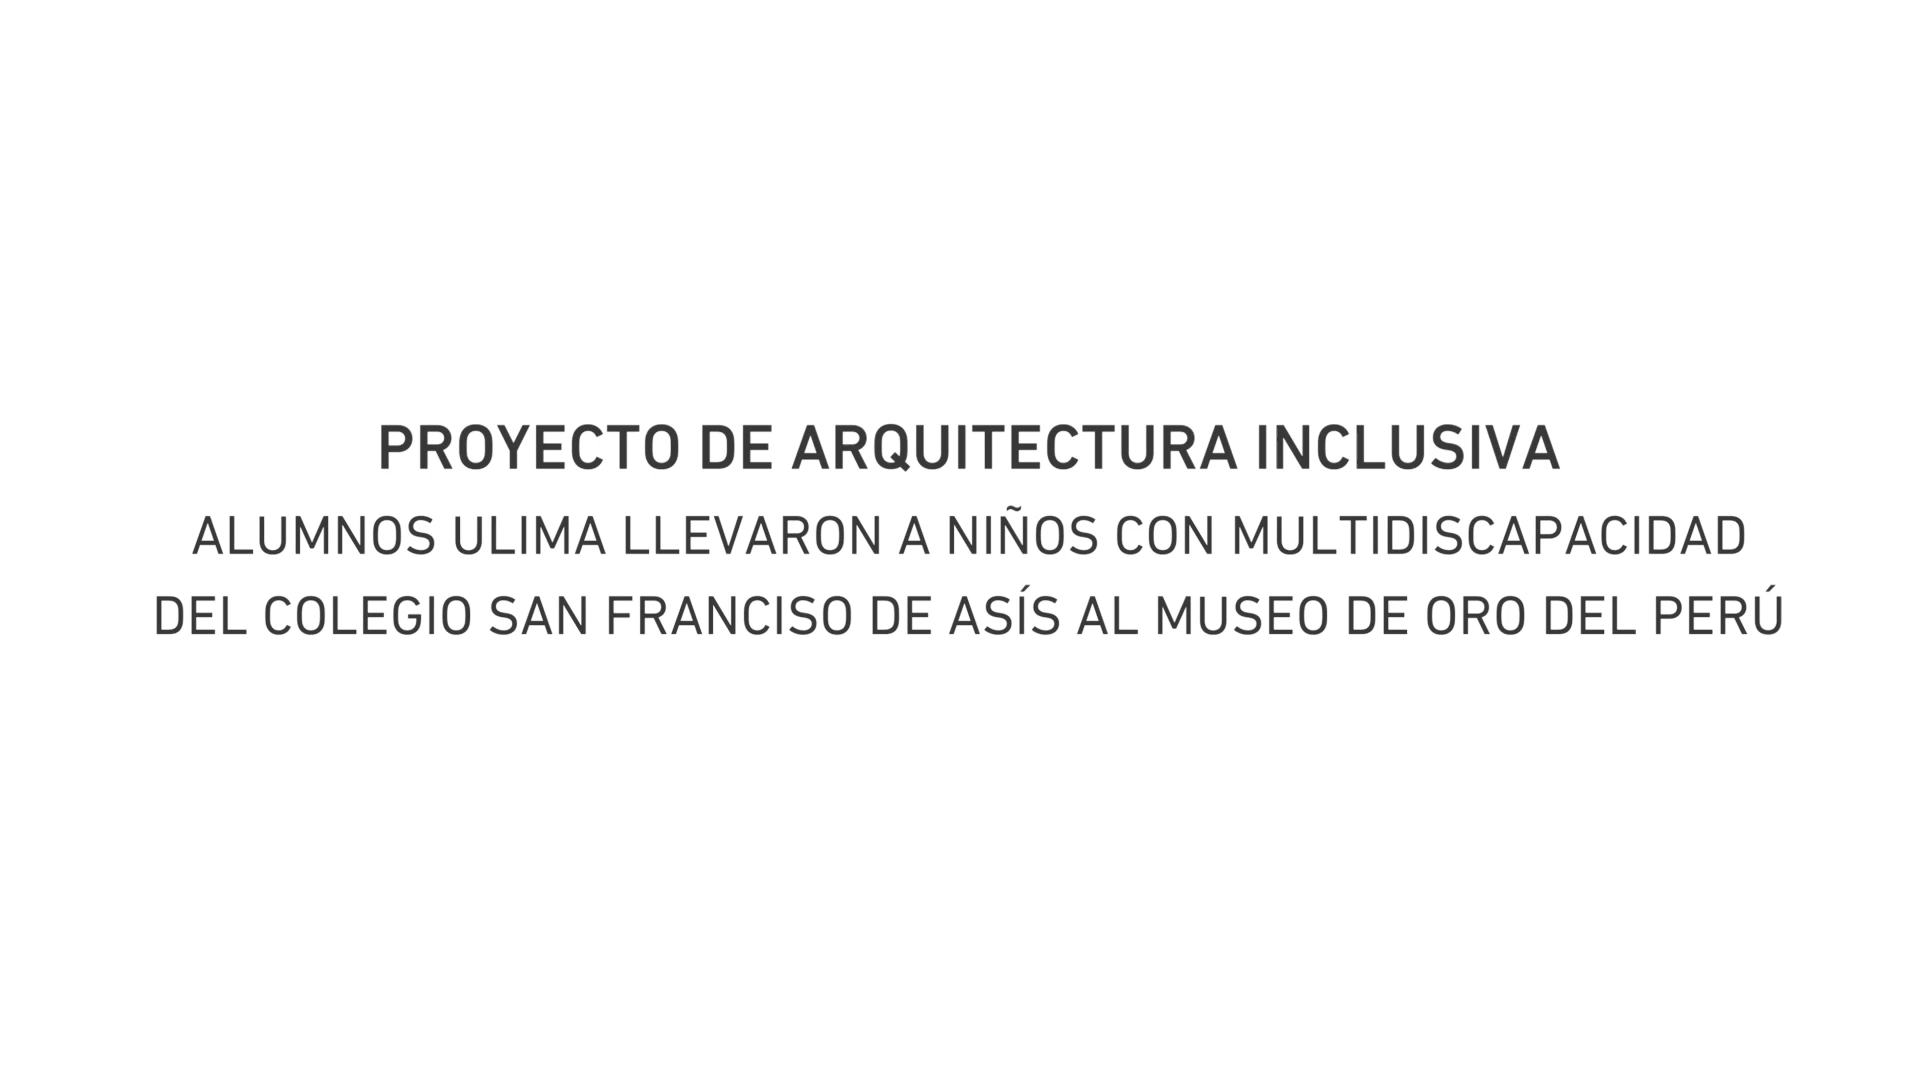 PROYECTO DE ARQUITECTURA INCLUSIVA
ALUMNOS ULIMA LLEVARON A NIÑOS CON MULTIDISCAPACIDAD
DEL COLEGIO SAN FRANCISO DE ASÍS AL MUSEO DE ORO DEL PERÚ